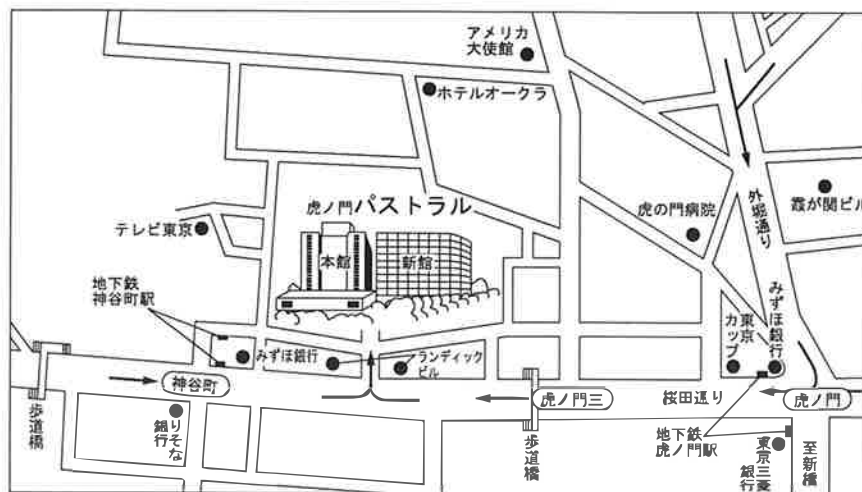 アメリカ
大使館
ホテルオークラ
虎ノ門パストラル
本館
新館
テレビ東京
地下鉄
神谷町駅
虎の門病院
外堀通り
霞が関ビル
みずほ銀行
ランディック
ビル
東京
カップ
みずほ銀行
神谷町
虎ノ門三
桜田通り
虎ノ門
歩道橋
りそな
銀行
歩道橋
地下鉄
虎ノ門駅
東京三菱
銀行
至新橋